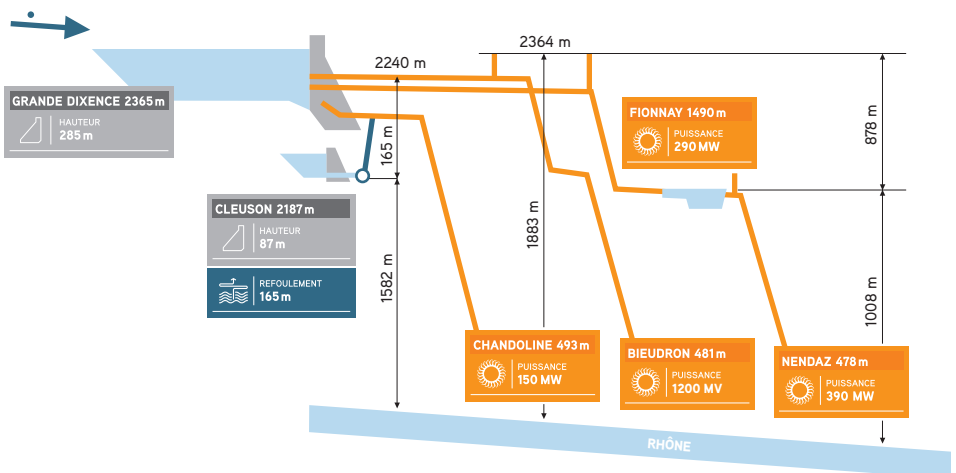 2364 m
2240 m
GRANDE DIXENCE 2365 m
HAUTEUR
285 m
165 m
FIONNAY 1490 m
PUISSANCE
290 MW
878 m
CLEUSON 2187 m
HAUTEUR
87 m
REFOULEMENT
165 m
1582 m
1883 m
1008 m
CHANDOLINE 493 m
PUISSANCE
150 MW
BIEUDRON 481 m
PUISSANCE
1200 MV
NENDAZ 478 m
PUISSANCE
390 MW
RHÔNE